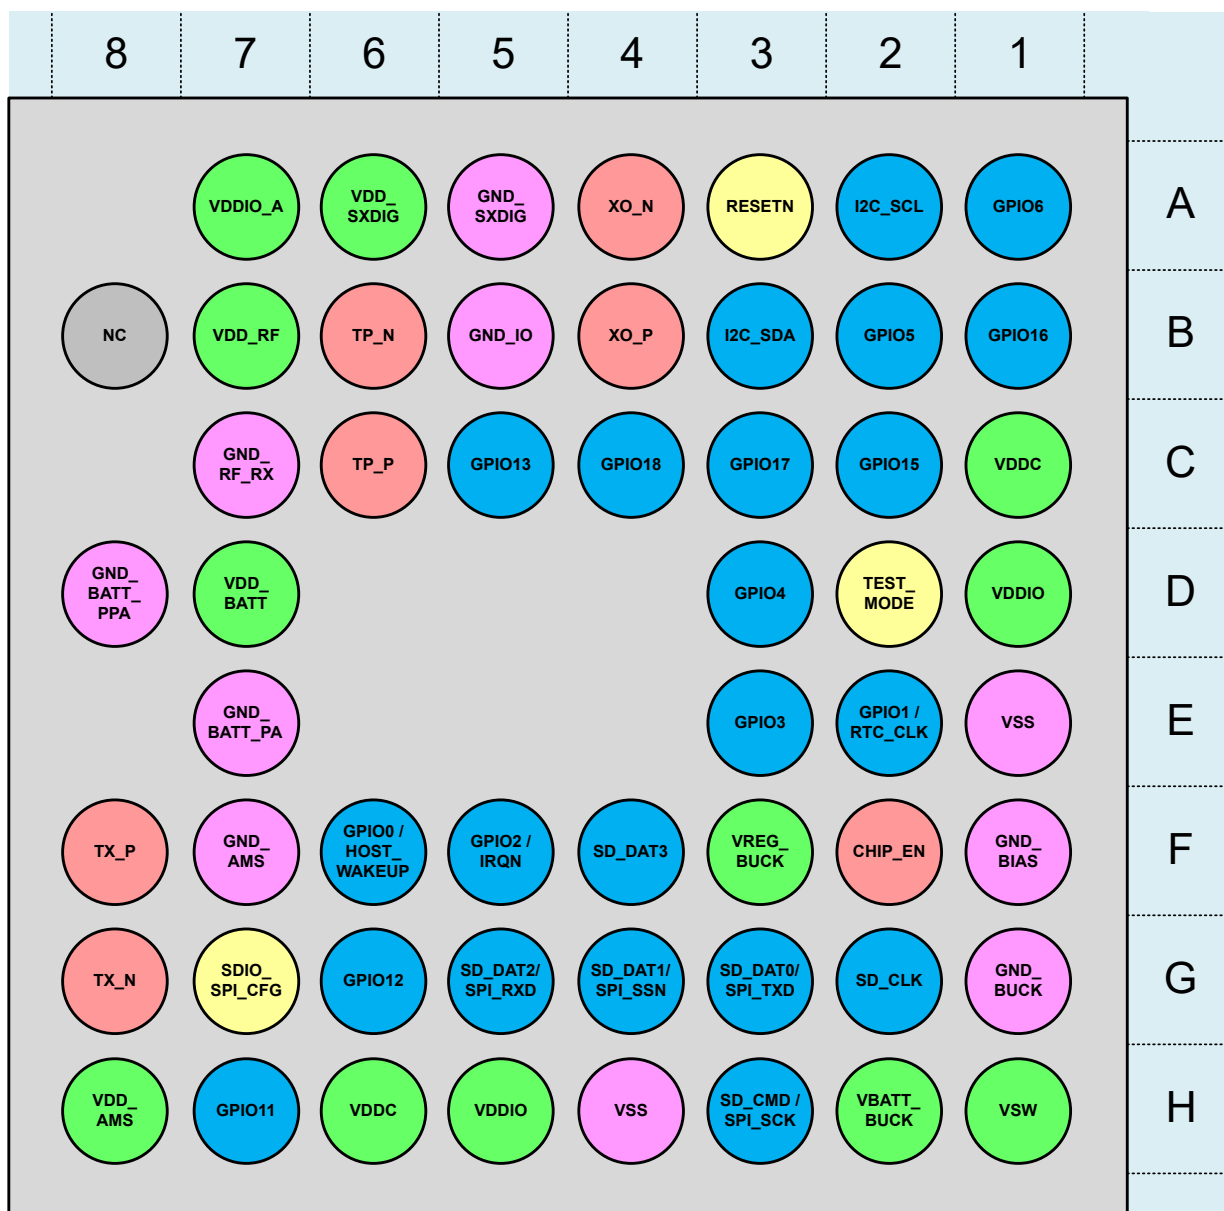 8 7 6 5 4 3 2 1
VDDIO_A
VDD_
SXDIG
GND_
SXDIG
XO_N
RESETN
I2C_SCL
GPIO6
A
NC
VDD_RF
TP_N
GND_IO
XO_P
I2C_SDA
GPIO5
GPIO16
B
GND_
RF_RX
TP_P
GPIO13
GPIO18
GPIO17
GPIO15
VDDC
C
GND_
BATT_
PPA
VDD_
BATT
GPIO4
TEST_
MODE
VDDIO
D
GND_
BATT_PA
GPIO3
GPIO1 /
RTC_CLK
VSS
E
TX_P
GND_
AMS
GPIO0 /
HOST_
WAKEUP
GPIO2 /
IRQN
SD_DAT3
VREG_
BUCK
CHIP_EN
GND_
BIAS
F
TX_N
SDIO_
SPI_CFG
GPIO12
SD_DAT2/
SPI_RXD
SD_DAT1/
SPI_SSN
SD_DAT0/
SPI_TXD
SD_CLK
GND_
BUCK
G
VDD_
AMS
GPIO11
VDDC
VDDIO
VSS
SD_CMD /
SPI_SCK
VBATT_
BUCK
VSW
H